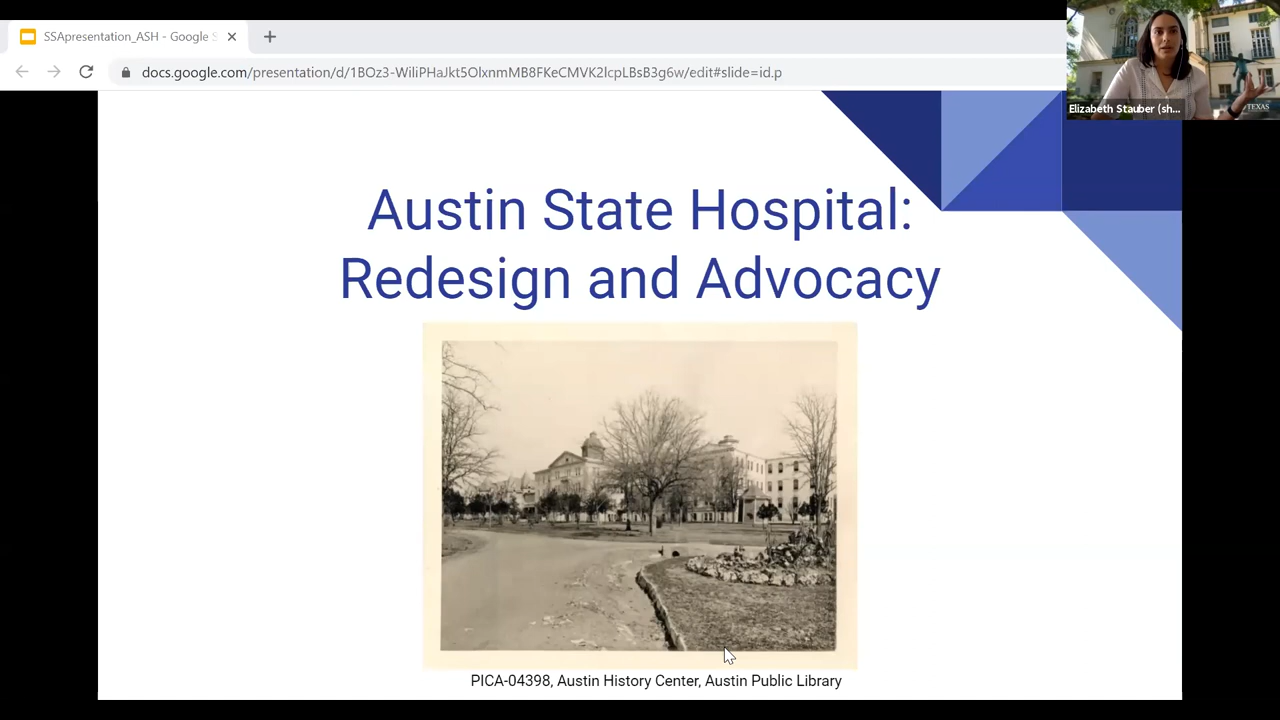 SSApresentation_ASH - Google S
docs.google.com/presentation/d/1BOz3-WiliPHaJkt5OlxnmMB8FKeCMVK2lcpLBsB3g6w/edit#slide=id.p
Elizabeth Stauber (sh...
TEXAS
Austin State Hospital:
Redesign and Advocacy
PICA-04398, Austin History Center, Austin Public Library